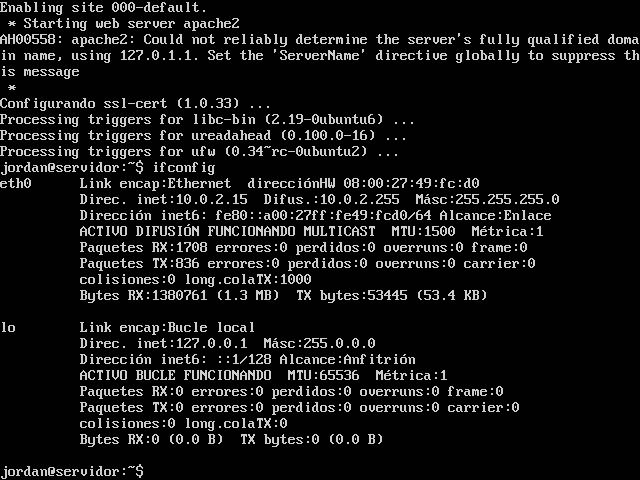 Enabling site 000-default.
 * Starting web server apache2
AH00558: apache2: Could not reliably determine the server's fully qualified doma
in name, using 127.0.1.1. Set the 'ServerName' directive globally to suppress th
is message
 *
Configurando ssl-cert (1.0.33) ...
Processing triggers for libc-bin (2.19-0ubuntu6) ...
Processing triggers for ureadahead (0.100.0-16) ...
Processing triggers for ufw (0.34~rc-0ubuntu2) ...
jordan@servidor:~$ ifconfig
eth0      Link encap:Ethernet  direcciónHW 08:00:27:49:fc:d0
          Direc. inet:10.0.2.15  Difus.:10.0.2.255  Másc:255.255.255.0
          Dirección inet6: fe80::a00:27ff:fe49:fcd0/64 Alcance:Enlace
          ACTIVO DIFUSIÓN FUNCIONANDO MULTICAST  MTU:1500  Métrica:1
          Paquetes RX:1708 errores:0 perdidos:0 overruns:0 frame:0
          Paquetes TX:836 errores:0 perdidos:0 overruns:0 carrier:0
          colisiones:0 long.colaTX:1000
          Bytes RX:1380761 (1.3 MB)  TX bytes:53445 (53.4 KB)
lo        Link encap:Bucle local
          Direc. inet:127.0.0.1  Másc:255.0.0.0
          Dirección inet6: ::1/128 Alcance:Anfitrión
          ACTIVO BUCLE FUNCIONANDO  MTU:65536  Métrica:1
          Paquetes RX:0 errores:0 perdidos:0 overruns:0 frame:0
          Paquetes TX:0 errores:0 perdidos:0 overruns:0 carrier:0
          colisiones:0 long.colaTX:0
          Bytes RX:0 (0.0 B)  TX bytes:0 (0.0 B)
jordan@servidor:~$